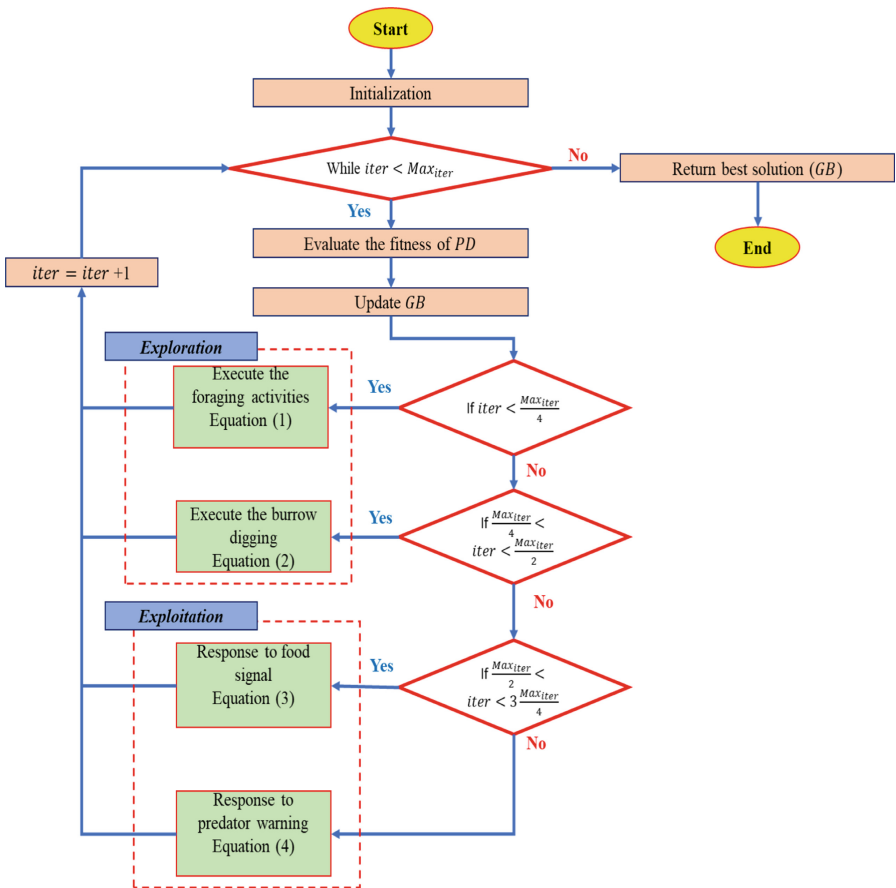 Start
Initialization
While iter < Max_iter
No
Return best solution (GB)
End
Yes
Evaluate the fitness of PD
iter = iter +1
Update GB
Exploration
Execute the
foraging activities
Equation (1)
Yes
If iter < Max_iter/4
No
Execute the burrow
digging
Equation (2)
Yes
If Max_iter/4 <
iter < Max_iter/2
No
Exploitation
Response to food
signal
Equation (3)
Yes
If Max_iter/2 <
iter < 3 Max_iter/4
No
Response to
predator warning
Equation (4)